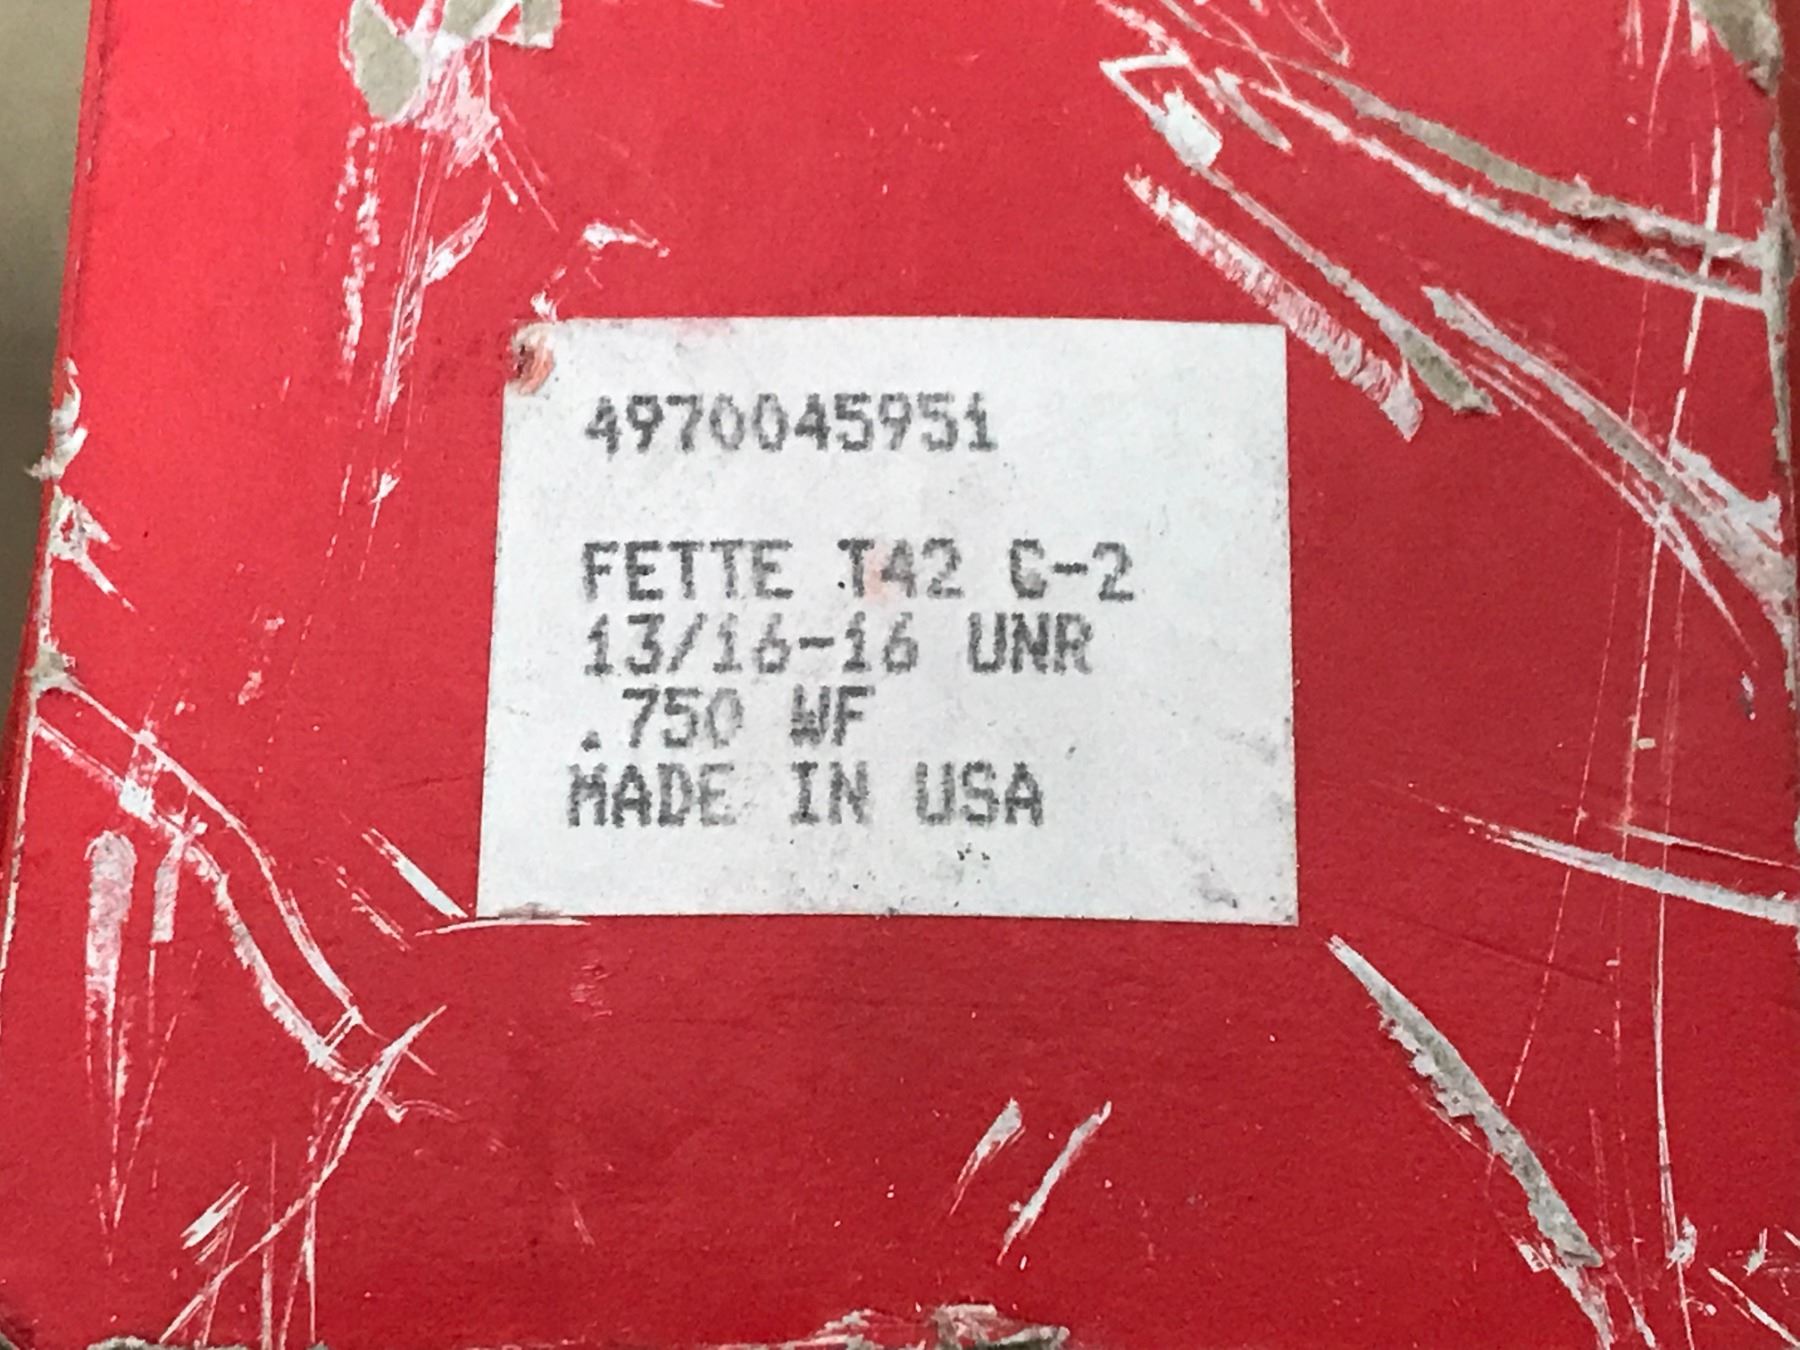 4970045951
FETTE T42 C-2
13/16-16 UNR
.750 WF
MADE IN USA